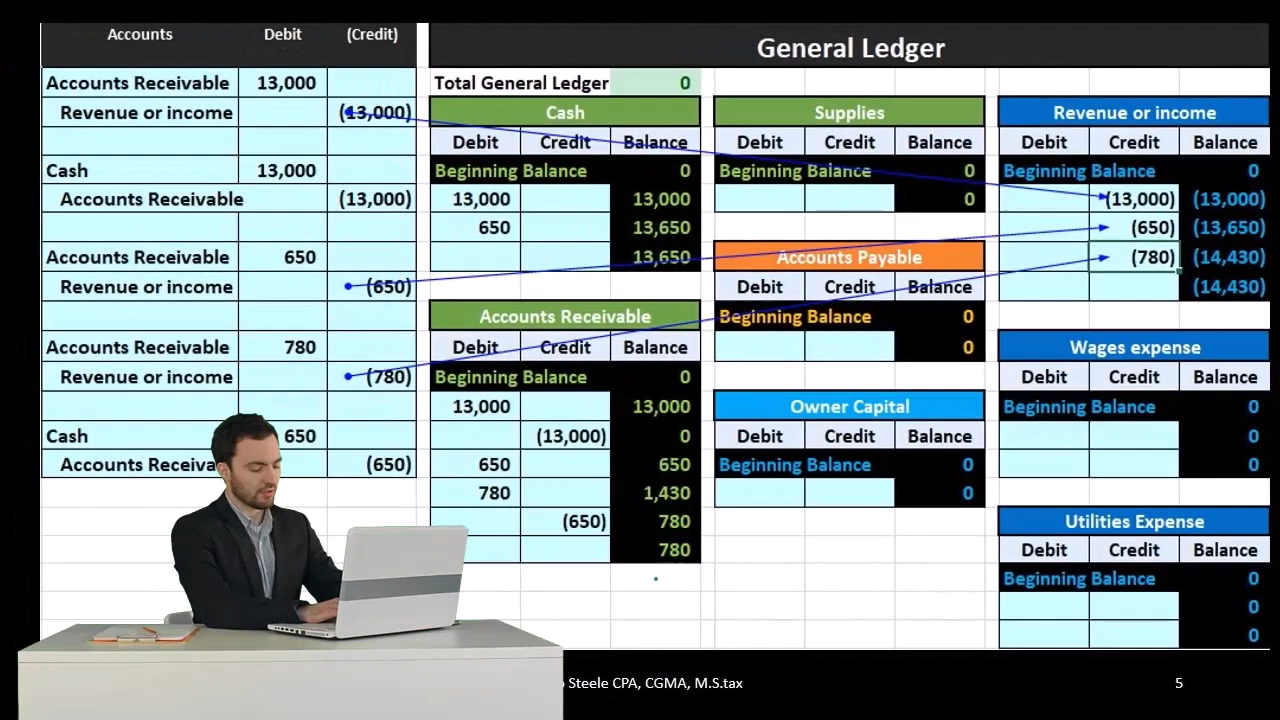 Accounts Debit (Credit)
Accounts Receivable 13,000
Revenue or income (13,000)
Cash 13,000
Accounts Receivable (13,000)
Accounts Receivable 650
Revenue or income (650)
Accounts Receivable 780
Revenue or income (780)
Cash 650
Accounts Receiva (650)
General Ledger
Total General Ledger 0
Cash
Debit Credit Balance
Beginning Balance 0
13,000 13,000
650 13,650
13,650
Accounts Receivable
Debit Credit Balance
Beginning Balance 0
13,000 13,000
(13,000) 0
650 650
780 1,430
(650) 780
780
Supplies
Debit Credit Balance
Beginning Balance 0
0
Accounts Payable
Debit Credit Balance
Beginning Balance 0
0
Owner Capital
Debit Credit Balance
Beginning Balance 0
0
Revenue or income
Debit Credit Balance
Beginning Balance 0
(13,000) (13,000)
(650) (13,650)
(780) (14,430)
(14,430)
Wages expense
Debit Credit Balance
Beginning Balance 0
0
0
Utilities Expense
Debit Credit Balance
Beginning Balance 0
0
0
Steele CPA, CGMA, M.S.tax
5